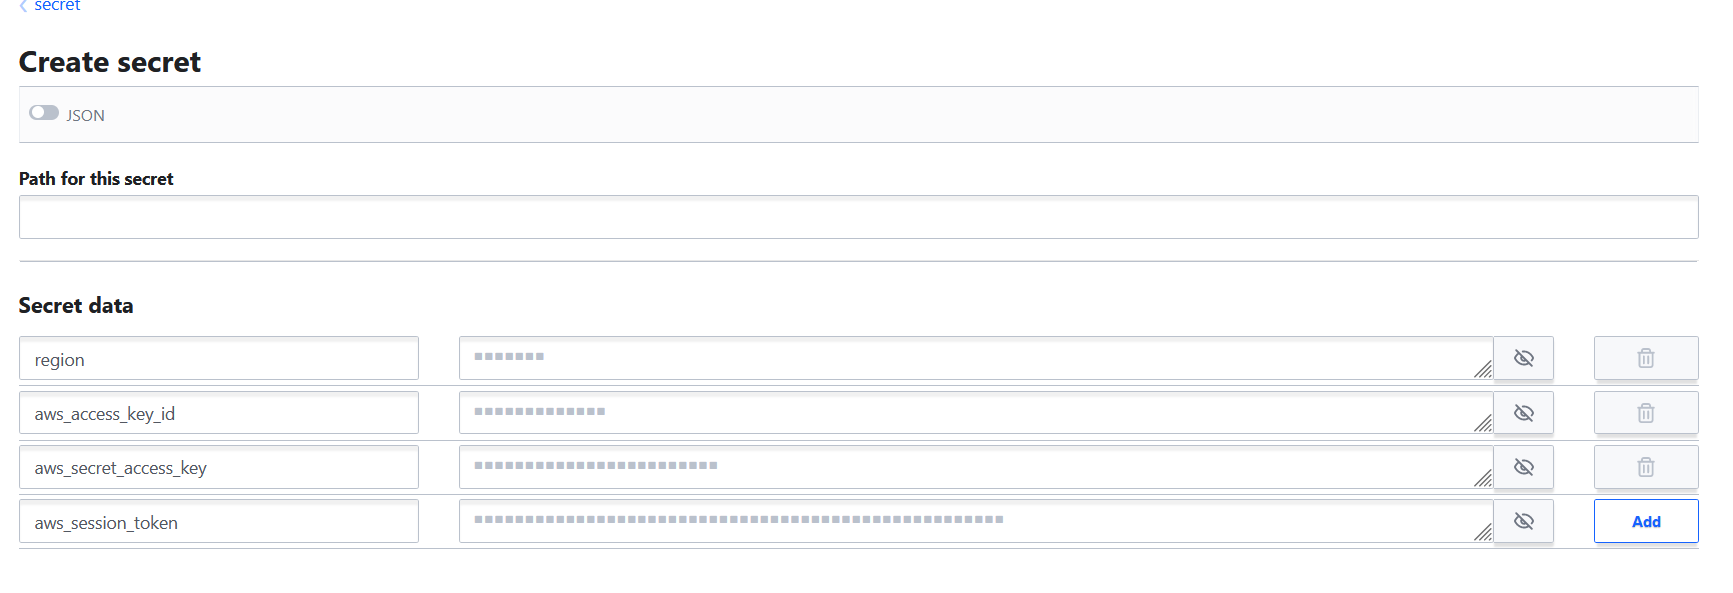 secret
Create secret
JSON
Path for this secret
Secret data
region
aws_access_key_id
aws_secret_access_key
aws_session_token
Add